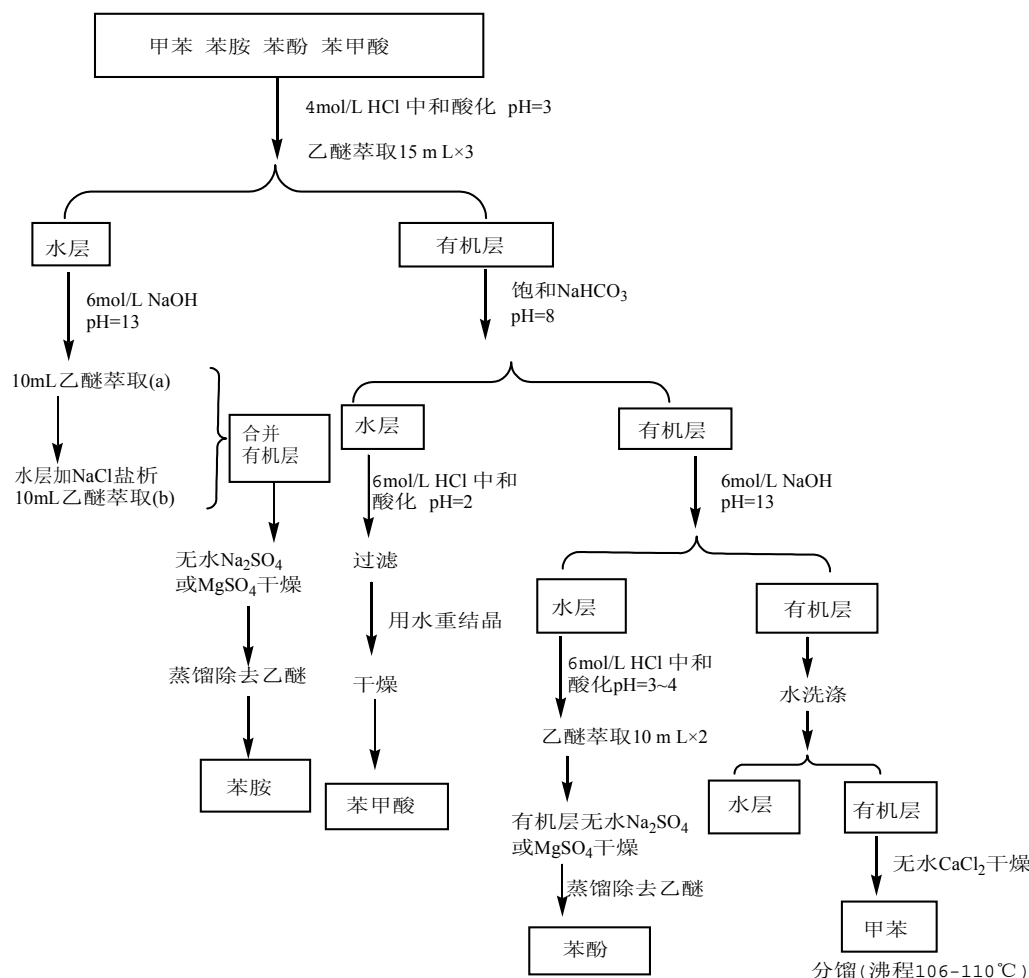 甲苯 苯胺 苯酚 苯甲酸
4mol/L HCl 中和酸化 pH=3
乙醚萃取15 m L×3
水层
有机层
6mol/L NaOH
pH=13
饱和NaHCO3
pH=8
10mL乙醚萃取(a)
水层加NaCl盐析
10mL乙醚萃取(b)
合并
有机层
水层
有机层
6mol/L HCl 中和
酸化 pH=2
6mol/L NaOH
pH=13
无水Na2SO4
或MgSO4干燥
过滤
用水重结晶
水层
有机层
蒸馏除去乙醚
干燥
6mol/L HCl 中和
酸化pH=3~4
水洗涤
乙醚萃取10 m L×2
苯胺
苯甲酸
水层
有机层
有机层无水Na2SO4
或MgSO4干燥
无水CaCl2干燥
蒸馏除去乙醚
苯酚
甲苯
分馏(沸程106-110℃)